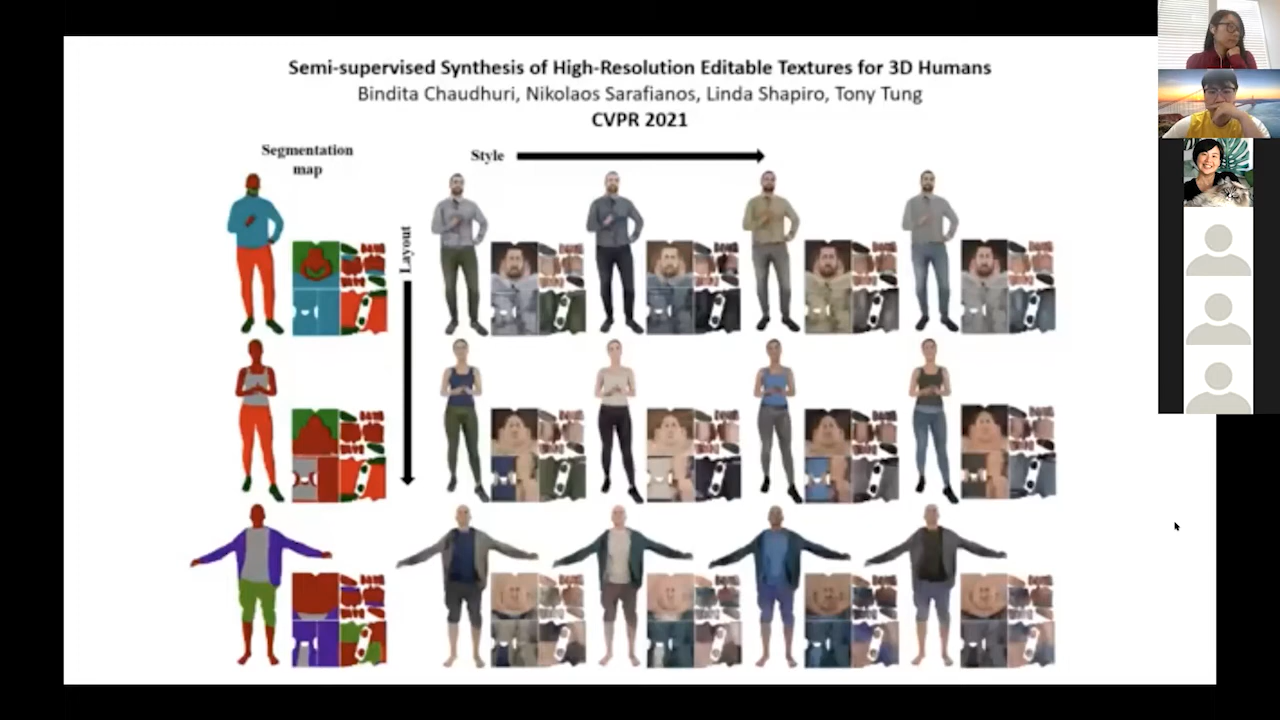 Semi-supervised Synthesis of High-Resolution Editable Textures for 3D Humans
Bindita Chaudhuri, Nikolaos Sarafianos, Linda Shapiro, Tony Tung
CVPR 2021
Segmentation
map
Style
Layout